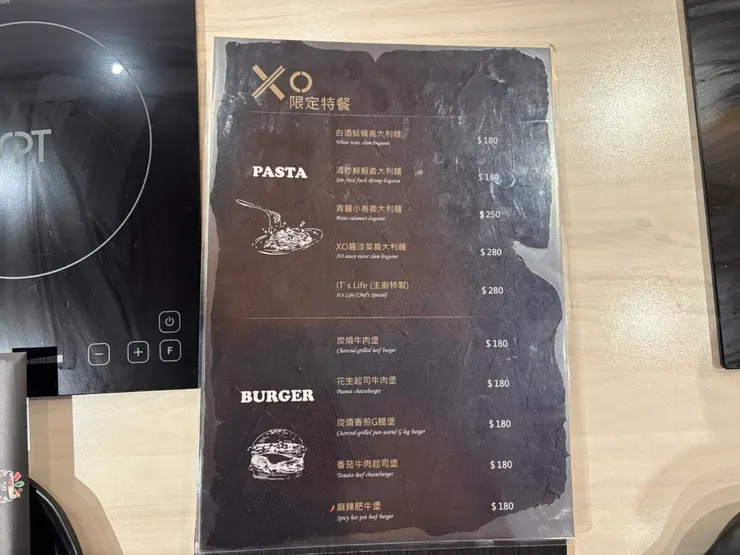 XO
限定特餐
PASTA
白酒蛤蠣義大利麵
White wine clam linguine
$180
清炒鮮蝦義大利麵
Stir-fried fresh shrimp linguine
$180
青醬小卷義大利麵
Pesto calamari linguine
$250
XO醬淡菜義大利麵
XO sauce razor clam linguine
$280
IT's Life (主廚特製)
It's Life (Chef's Special)
$280
BURGER
炭燒牛肉堡
Charcoal-grilled beef burger
$180
花生起司牛肉堡
Peanut cheeseburger
$180
炭燒香煎G腿堡
Charcoal-grilled pan-seared G-leg burger
$180
番茄牛肉起司堡
Tomato beef cheeseburger
$180
麻辣肥牛堡
Spicy hot pot beef burger
$180
F